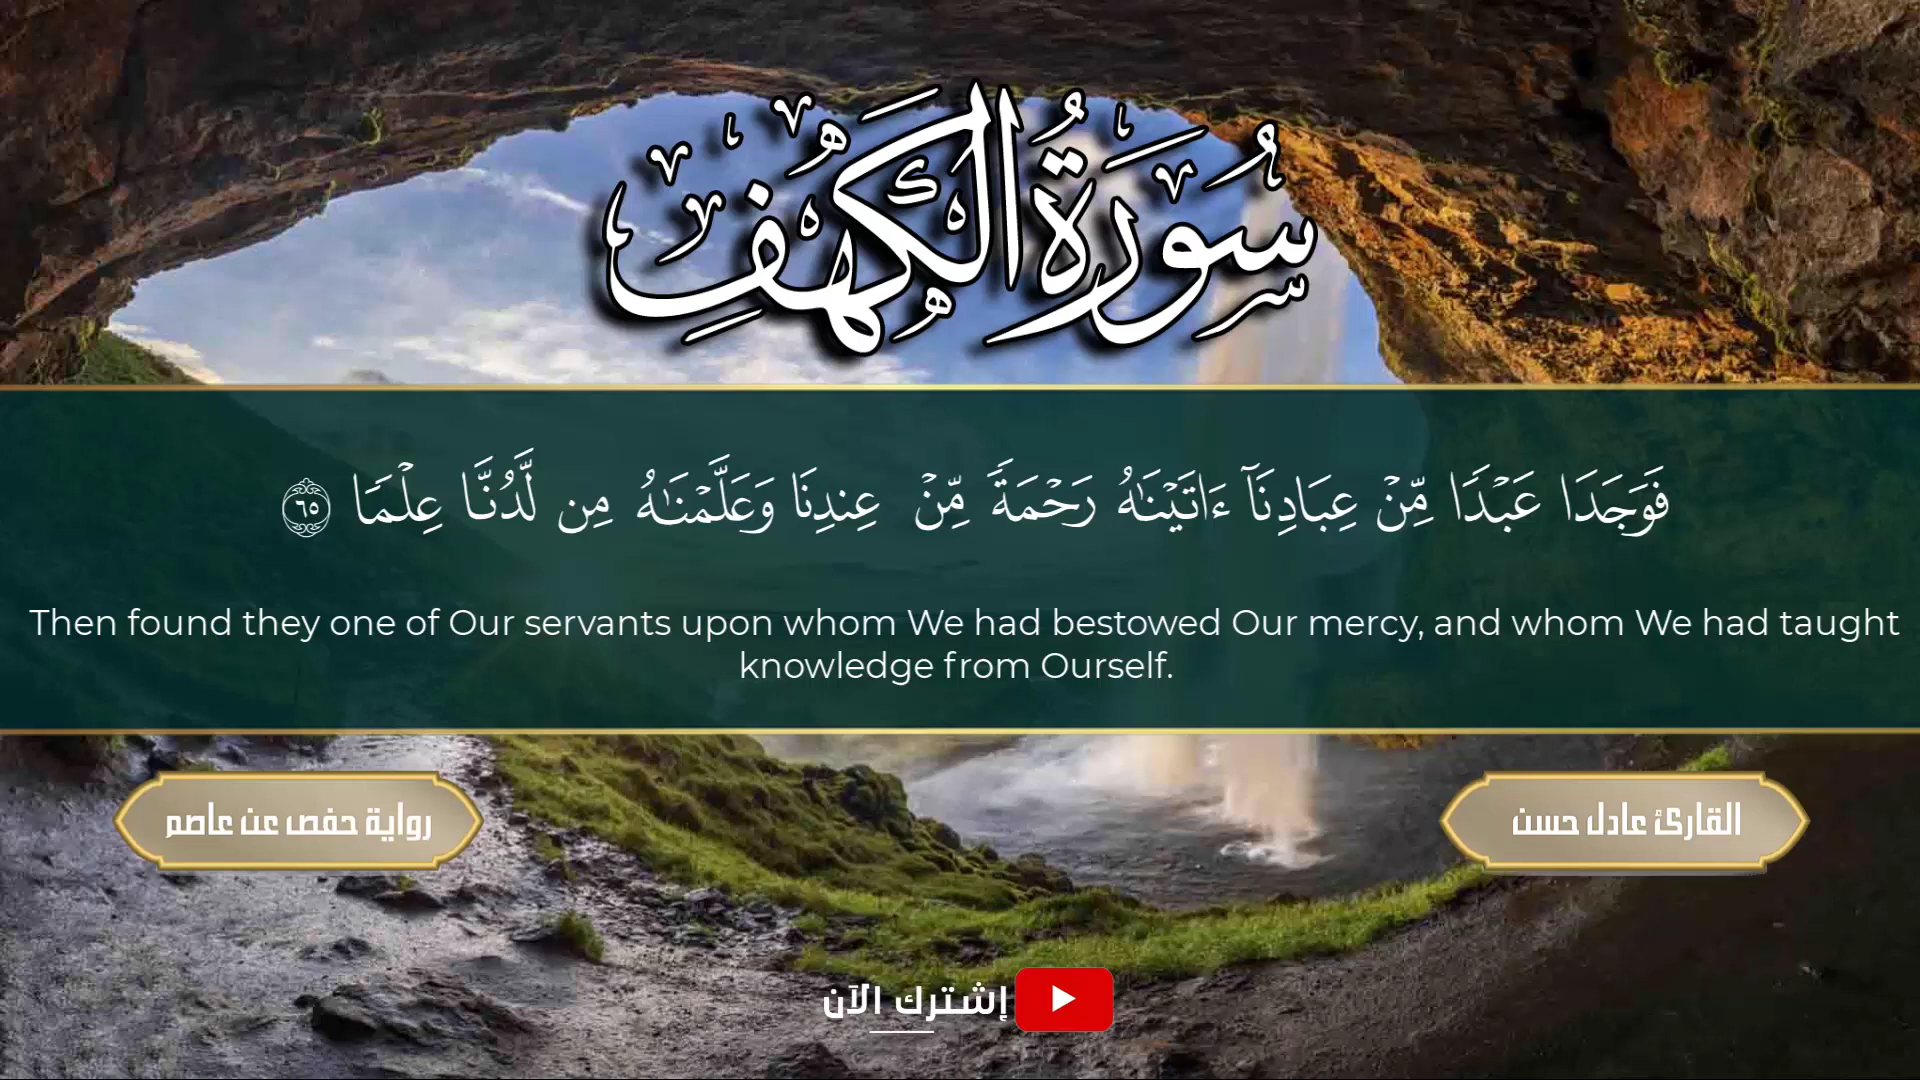 سُورَةُ الكَهْفِ
فَوَجَدَا عَبْدًا مِّنْ عِبَادِنَآ ءَاتَيْنَٰهُ رَحْمَةً مِّنْ عِندِنَا وَعَلَّمْنَٰهُ مِن لَّدُنَّا عِلْمًا ٦٥
Then found they one of Our servants upon whom We had bestowed Our mercy, and whom We had taught
knowledge from Ourself.
القارئ عادل حسن
رواية حفص عن عاصم
إشترك الآن